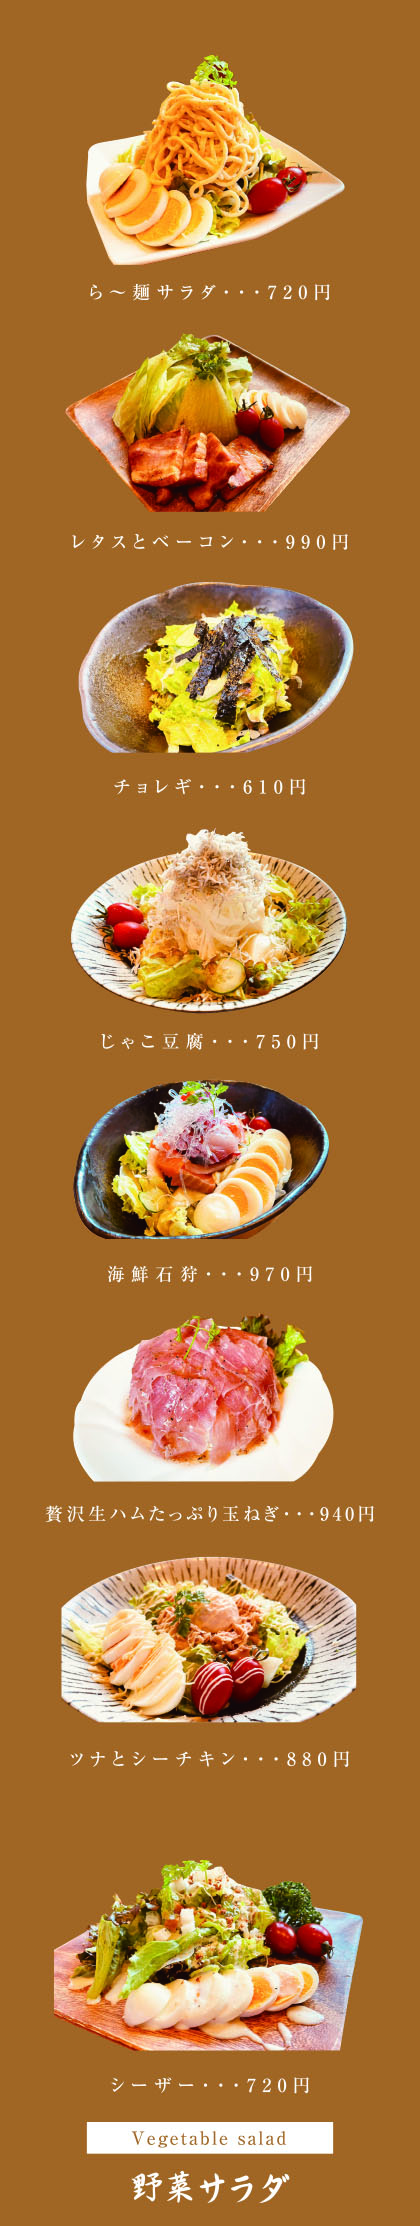 ら〜麺サラダ・・・720円
レタスとベーコン・・・990円
チョレギ・・・610円
じゃこ豆腐・・・750円
海鮮石狩・・・970円
贅沢生ハムたっぷり玉ねぎ・・・940円
ツナとシーチキン・・・880円
シーザー・・・720円
Vegetable salad
野菜サラダ